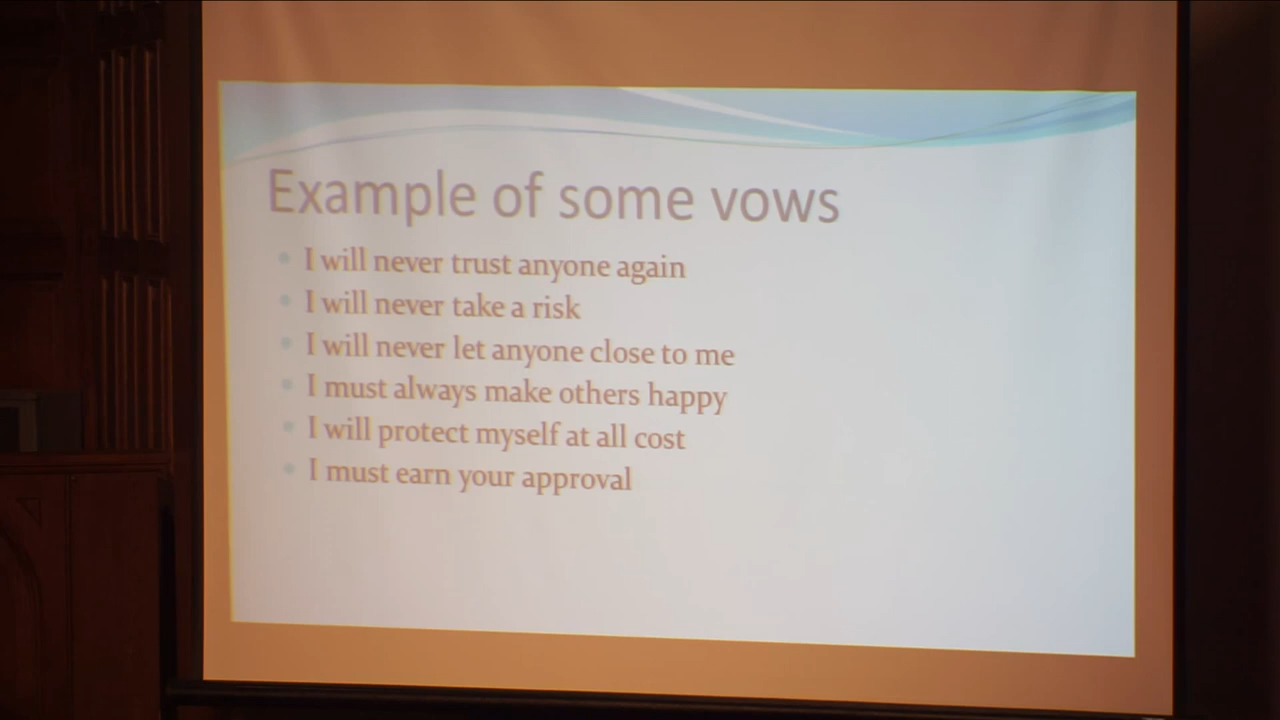 Example of some vows
I will never trust anyone again
I will never take a risk
I will never let anyone close to me
I must always make others happy
I will protect myself at all cost
I must earn your approval